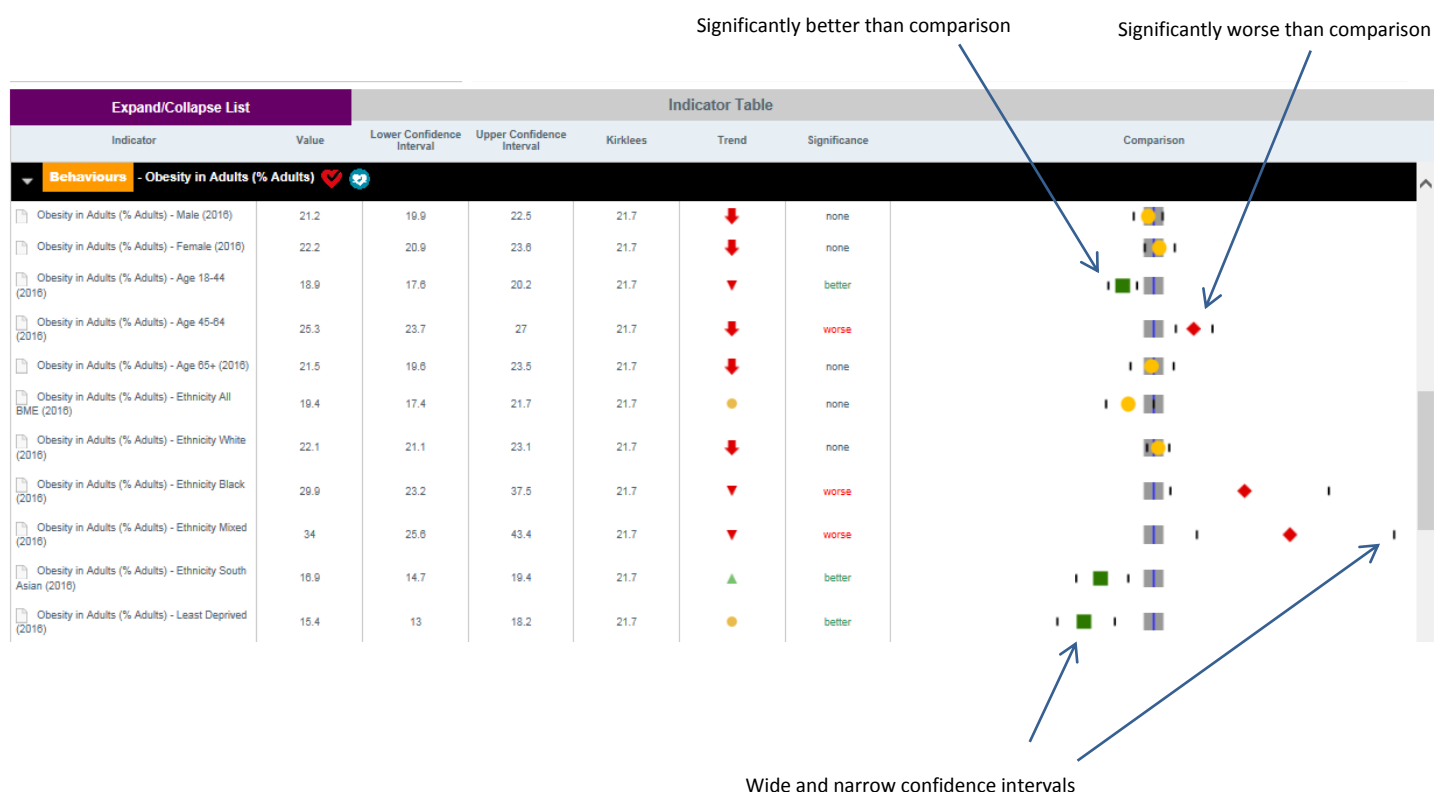 Significantly better than comparison
Significantly worse than comparison
Expand/Collapse List
Indicator Table
Indicator Value Lower Confidence Interval Upper Confidence Interval Kirklees Trend Significance Comparison
Behaviours - Obesity in Adults (% Adults)
Obesity in Adults (% Adults) - Male (2016) 21.2 19.9 22.5 21.7 none
Obesity in Adults (% Adults) - Female (2016) 22.2 20.9 23.6 21.7 none
Obesity in Adults (% Adults) - Age 18-44
(2016) 18.9 17.6 20.2 21.7 better
Obesity in Adults (% Adults) - Age 45-64
(2016) 25.3 23.7 27 21.7 worse
Obesity in Adults (% Adults) - Age 65+ (2016) 21.5 19.6 23.5 21.7 none
Obesity in Adults (% Adults) - Ethnicity All
BME (2016) 19.4 17.4 21.7 21.7 none
Obesity in Adults (% Adults) - Ethnicity White
(2016) 22.1 21.1 23.1 21.7 none
Obesity in Adults (% Adults) - Ethnicity Black
(2016) 29.9 23.2 37.5 21.7 worse
Obesity in Adults (% Adults) - Ethnicity Mixed
(2016) 34 25.6 43.4 21.7 worse
Obesity in Adults (% Adults) - Ethnicity South
Asian (2016) 16.9 14.7 19.4 21.7 better
Obesity in Adults (% Adults) - Least Deprived
(2016) 15.4 13 18.2 21.7 better
Wide and narrow confidence intervals